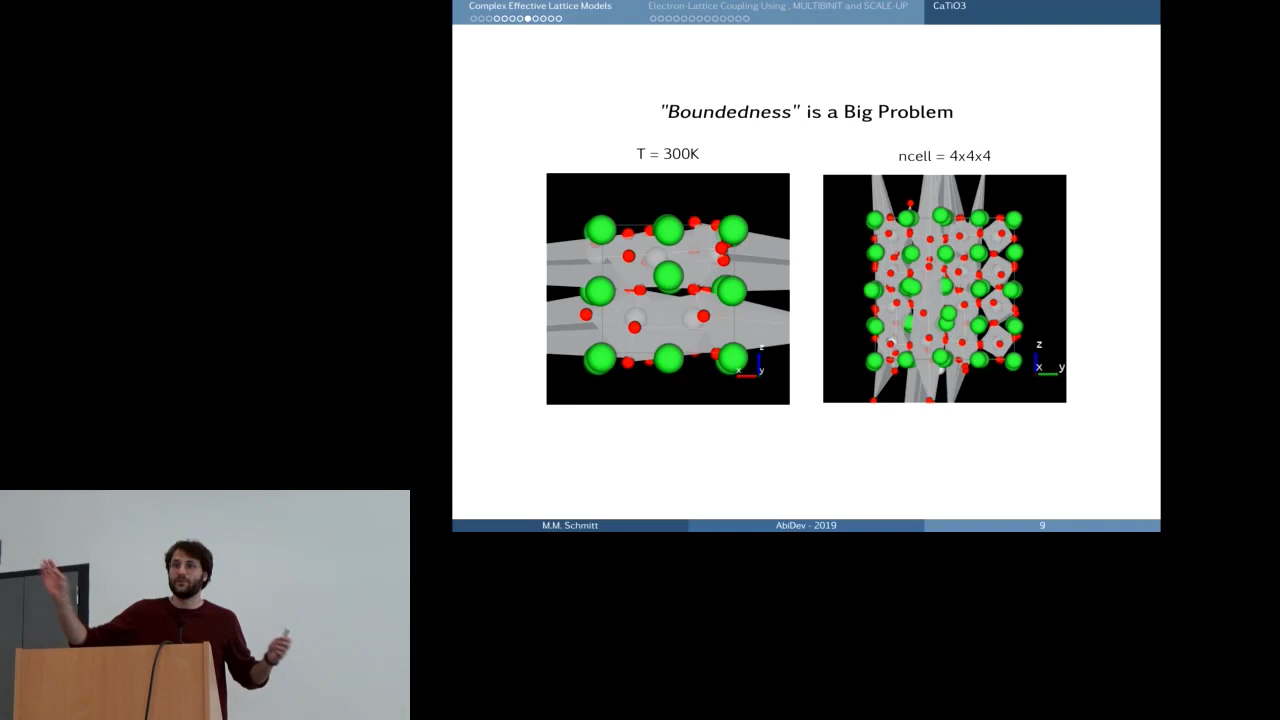 Complex Effective Lattice Models
Electron-Lattice Coupling Using , MULTIBINIT and SCALE-UP
CaTiO3
"Boundedness" is a Big Problem
T = 300K
ncell = 4x4x4
z
x y
z
x y
M.M. Schmitt
AbiDev - 2019
9